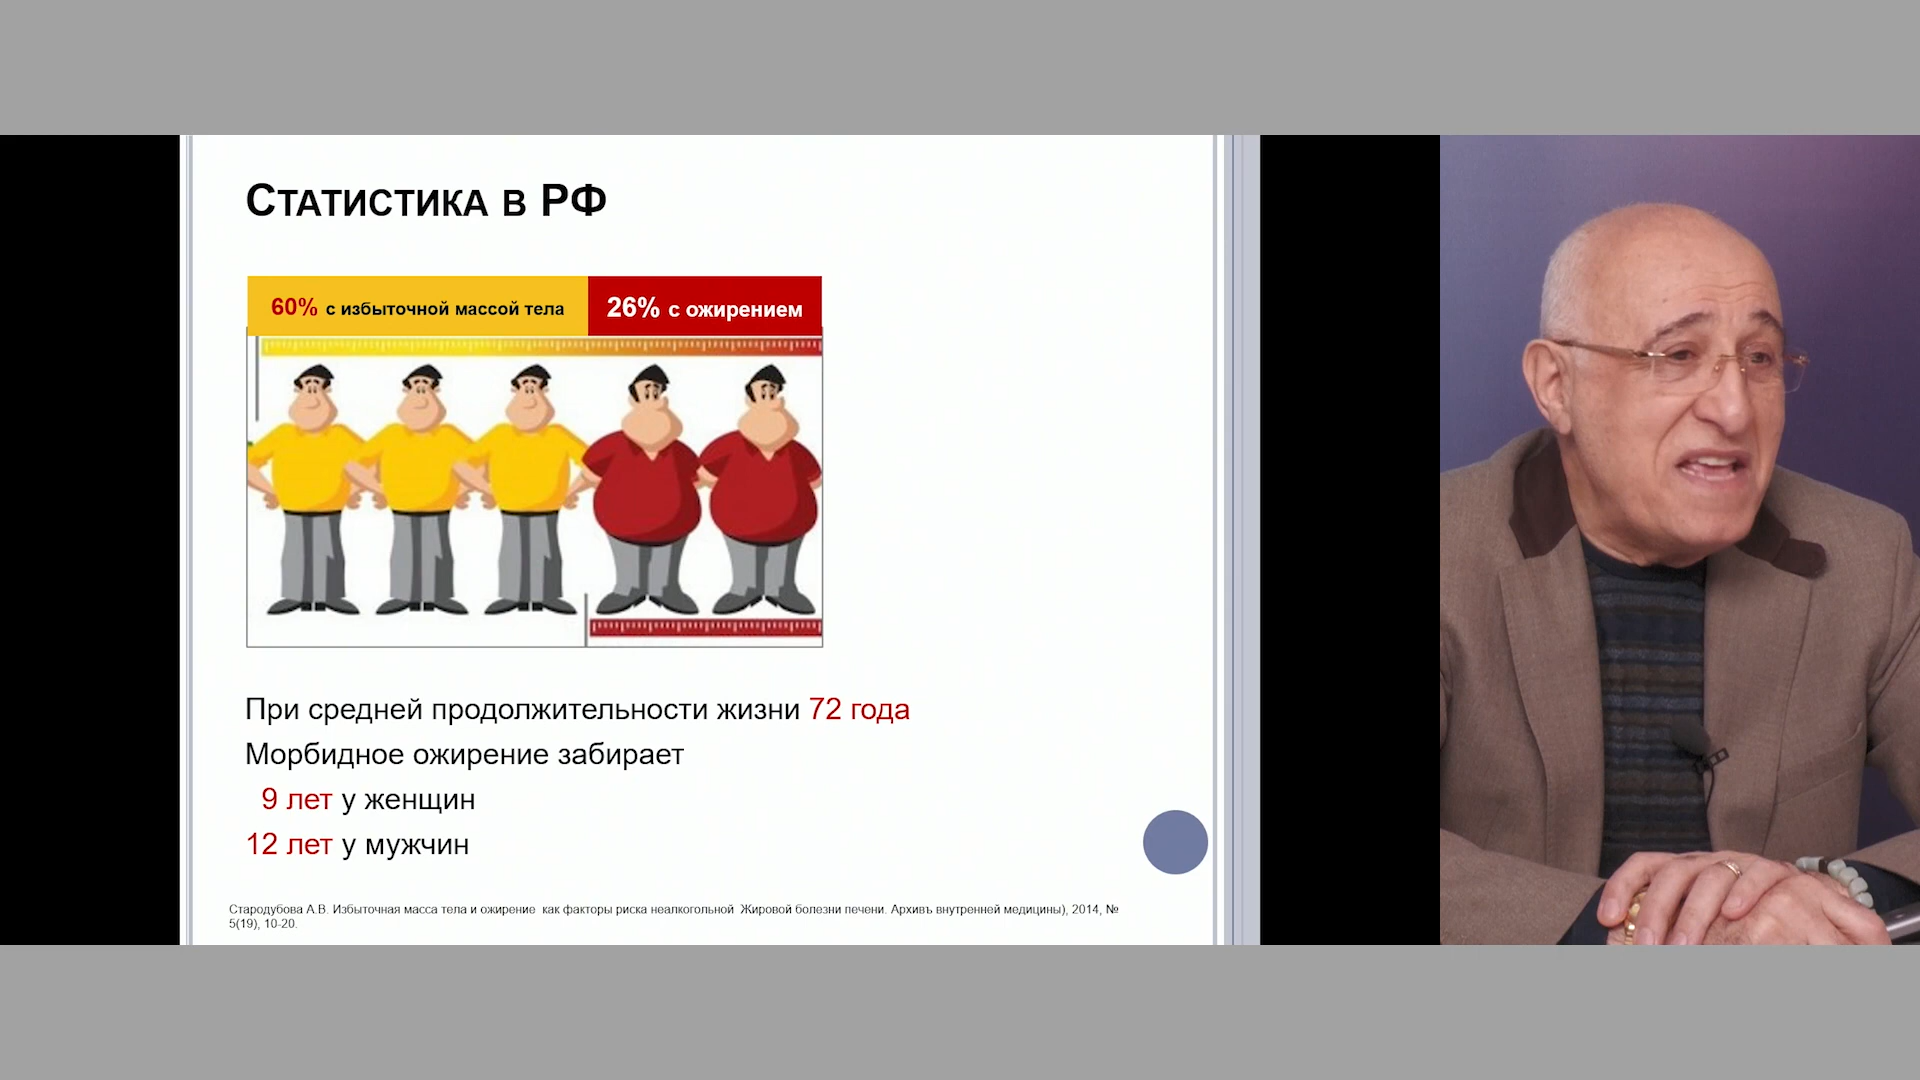 Статистика в РФ
60% с избыточной массой тела
26% с ожирением
При средней продолжительности жизни 72 года
Морбидное ожирение забирает
9 лет у женщин
12 лет у мужчин
Стародубова А.В. Избыточная масса тела и ожирение как факторы риска неалкогольной Жировой болезни печени. Архивъ внутренней медицины), 2014, №
5(19), 10-20.